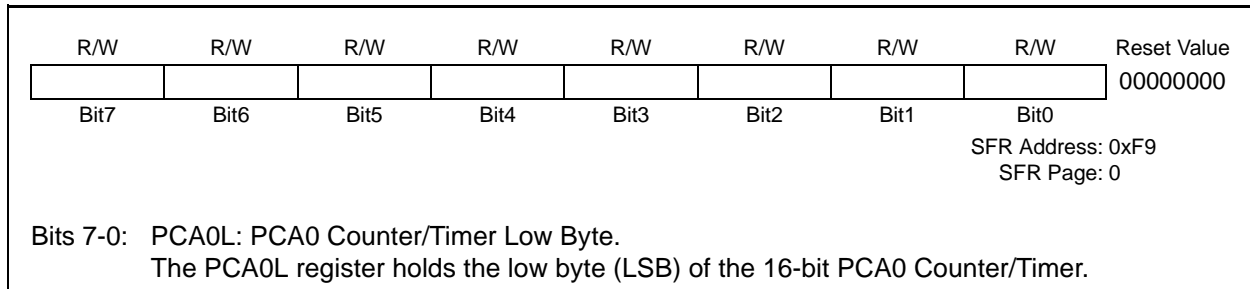 R/W R/W R/W R/W R/W R/W R/W R/W Reset Value
00000000
Bit7 Bit6 Bit5 Bit4 Bit3 Bit2 Bit1 Bit0
SFR Address: 0xF9
SFR Page: 0
Bits 7-0: PCA0L: PCA0 Counter/Timer Low Byte.
The PCA0L register holds the low byte (LSB) of the 16-bit PCA0 Counter/Timer.